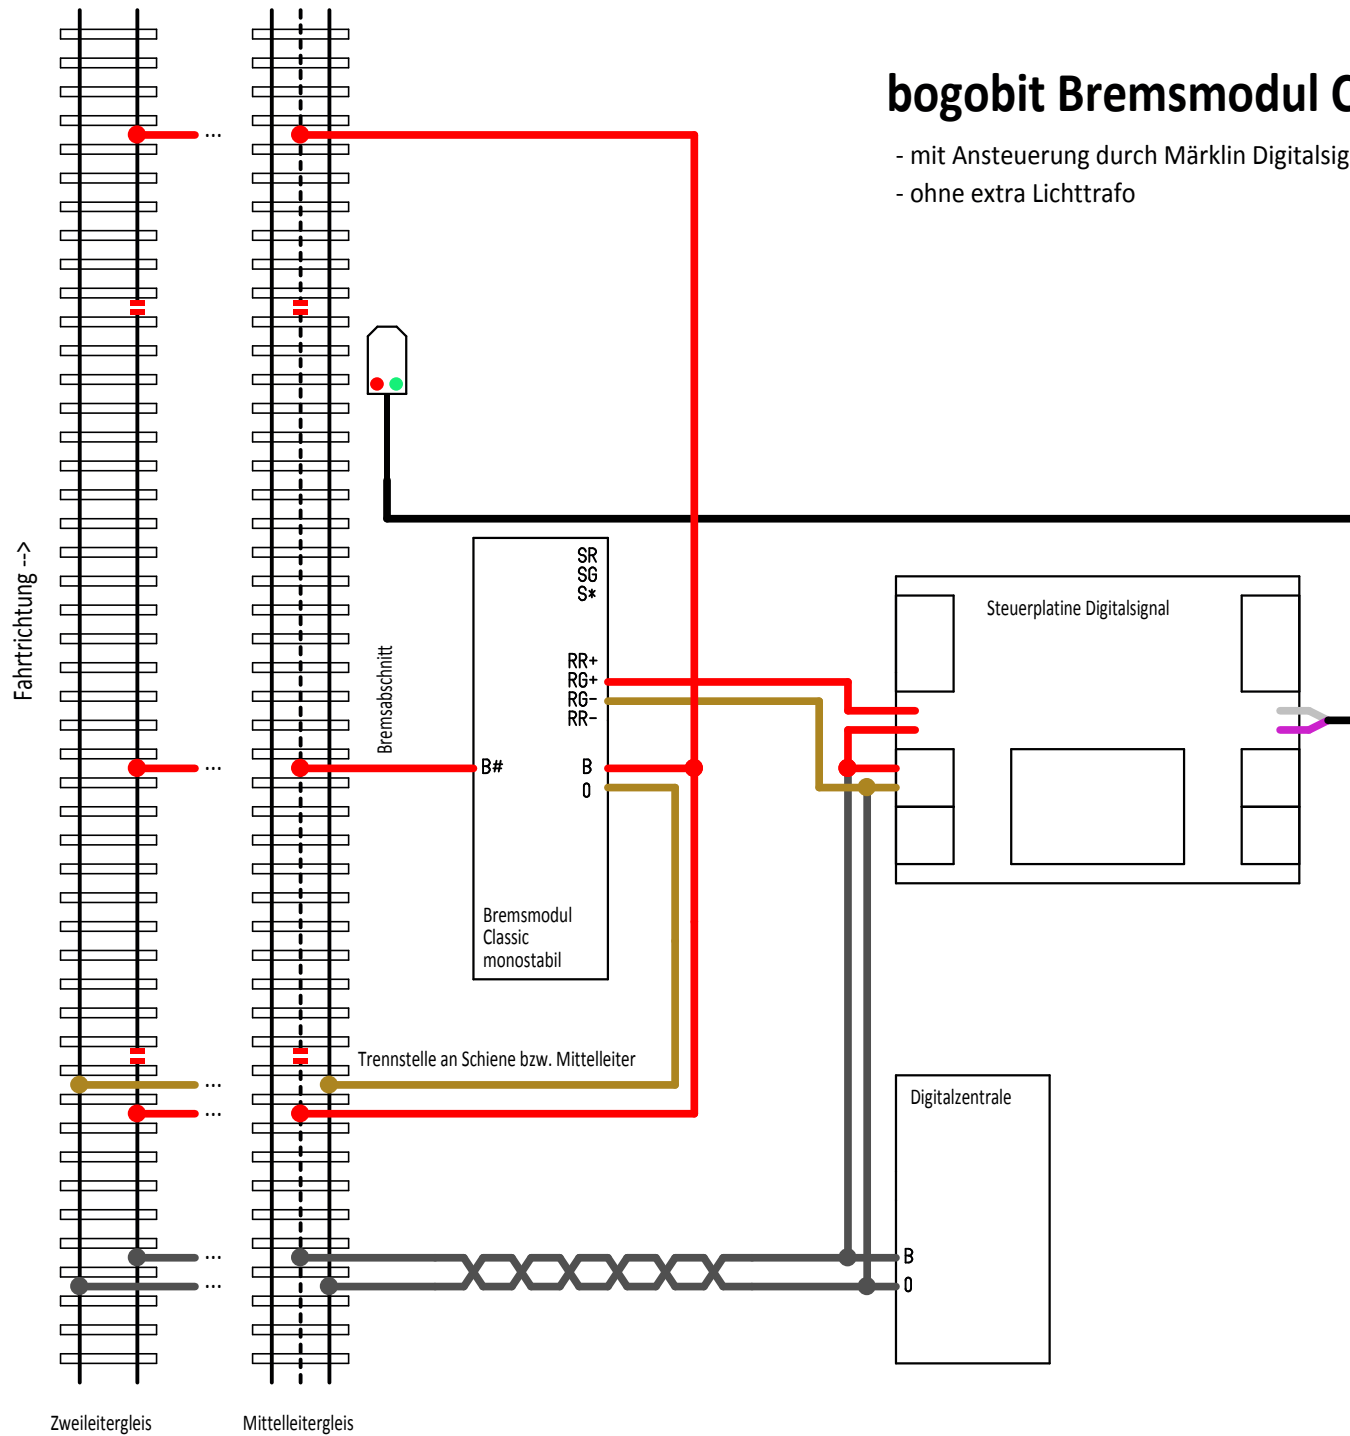 bogobit Bremsmodul C
- mit Ansteuerung durch Märklin Digitalsig
- ohne extra Lichttrafo
...
Fahrtrichtung -->
Bremsabschnitt
SR
SG
S*
RR+
RG+
RG-
RR-
B#
B
0
Bremsmodul
Classic
monostabil
Steuerplatine Digitalsignal
...
Trennstelle an Schiene bzw. Mittelleiter
...
...
Digitalzentrale
B
0
...
...
Zweileitergleis
Mittelleitergleis